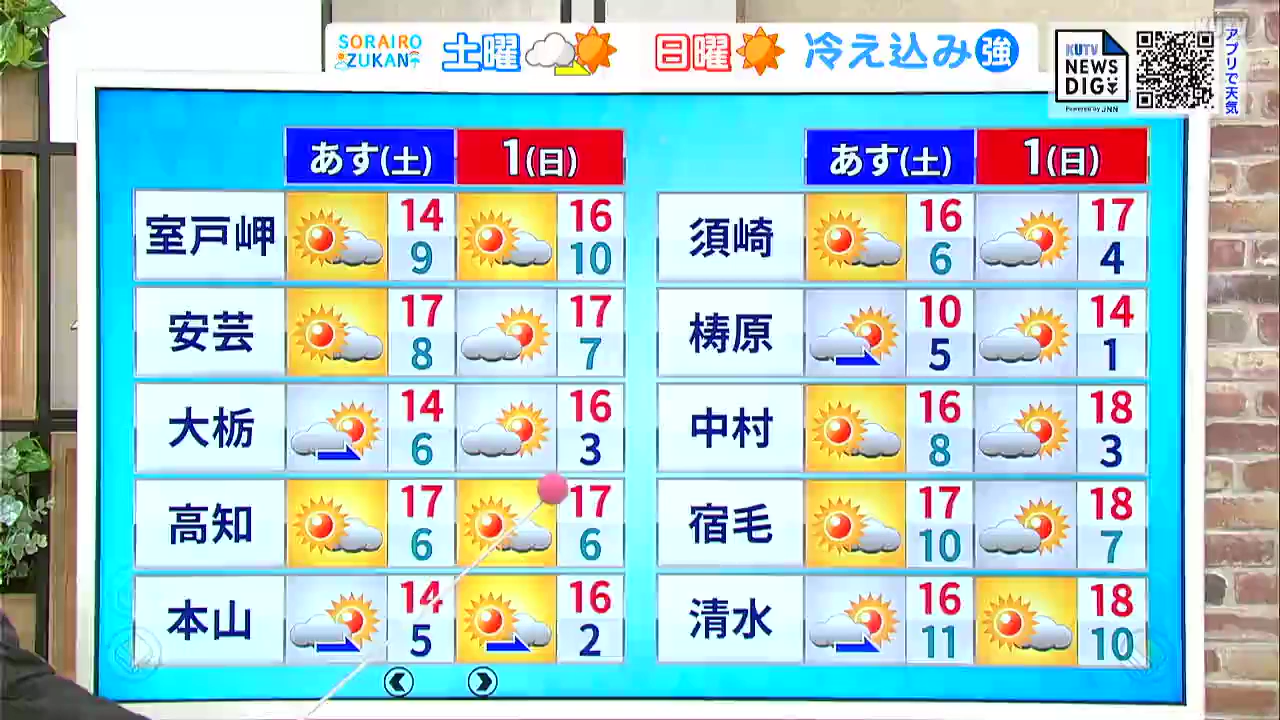 SORAIRO
ZUKAN
土曜 日曜 冷え込み 強
KUTV
NEWS
DIG
Powered by JNN
アプリで天気
あす(土) 1(日) あす(土) 1(日)
室戸岬 14 9 16 10 須崎 16 6 17 4
安芸 17 8 17 7 梼原 10 5 14 1
大栃 14 6 16 3 中村 16 8 18 3
高知 17 6 17 6 宿毛 17 10 18 7
本山 14 5 16 2 清水 16 11 18 10